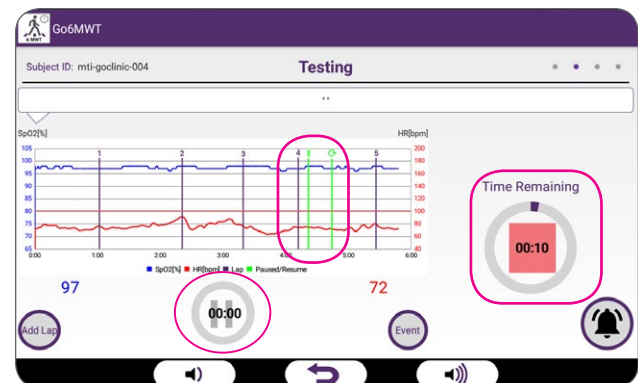 6 MWT
Go6MWT
Subject ID: mti-goclinic-004
Testing
SpO2[%]
HR[bpm]
105
100
95
90
85
80
75
70
65
200
180
160
140
120
100
80
60
40
1
2
3
4
5
0:00
1:00
2:00
3:00
4:00
5:00
6:00
SpO2[%]
HR[bpm]
Lap
Paused/Resume
97
72
Time Remaining
00:10
00:00
Add Lap
Event